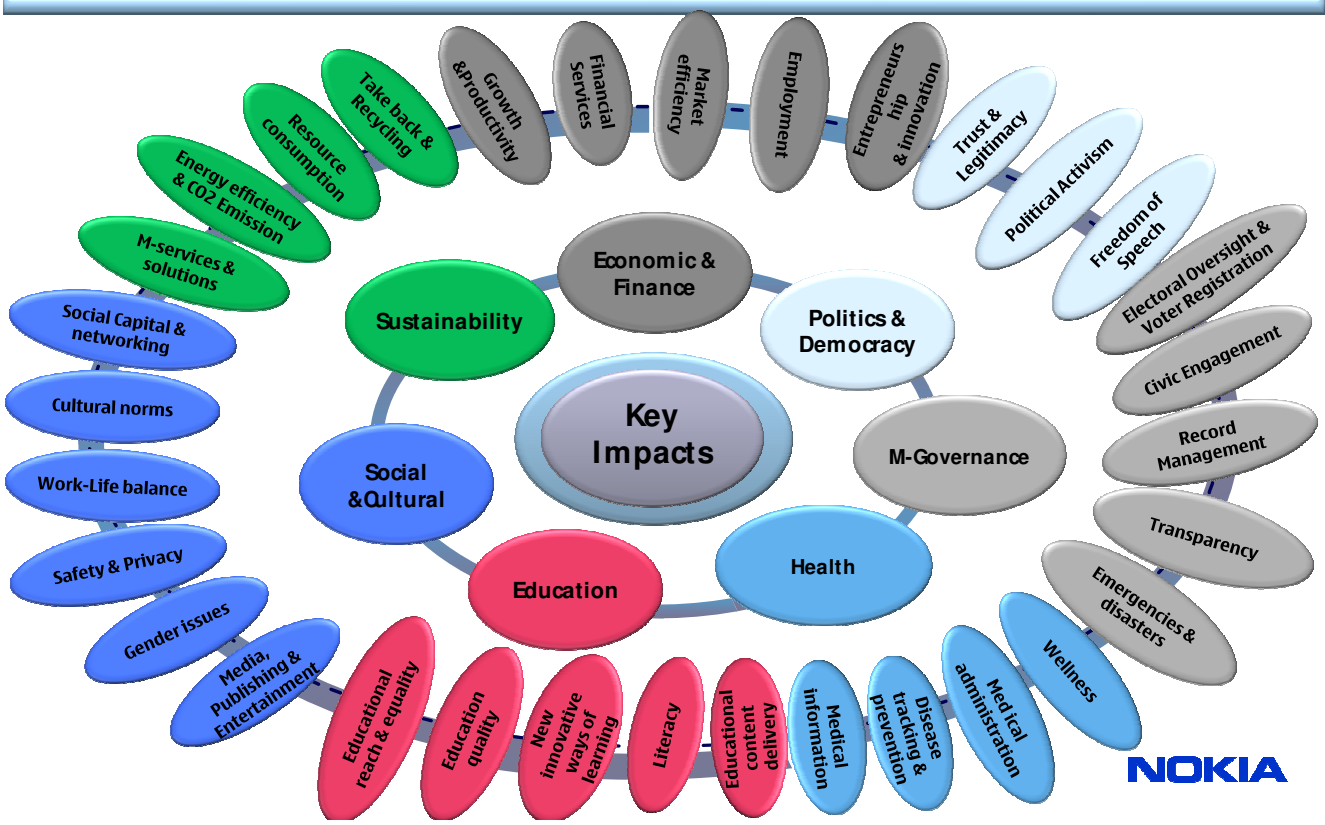 Growth
&Productivity
Financial
Services
Market
efficiency
Employment
Entrepreneurs
hip
& innovation
Trust &
Legitimacy
Political Activism
Freedom of
Speech
Electoral Oversight &
Voter Registration
Civic Engagement
Record
Management
Transparency
Emergencies &
disasters
Wellness
Medical
administration
Disease
tracking &
prevention
Medical
information
Educational
content
delivery
Literacy
New
innovative
ways of
learning
Education
quality
Educational
reach & equality
Media,
Publishing &
Entertainment
Gender issues
Safety & Privacy
Work-Life balance
Cultural norms
Social Capital &
networking
M-services &
solutions
Energy efficiency
& CO2 Emission
Resource
consumption
Take back &
Recycling
Economic &
Finance
Politics &
Democracy
M-Governance
Health
Education
Social
&Cultural
Sustainability
Key
Impacts
NOKIA